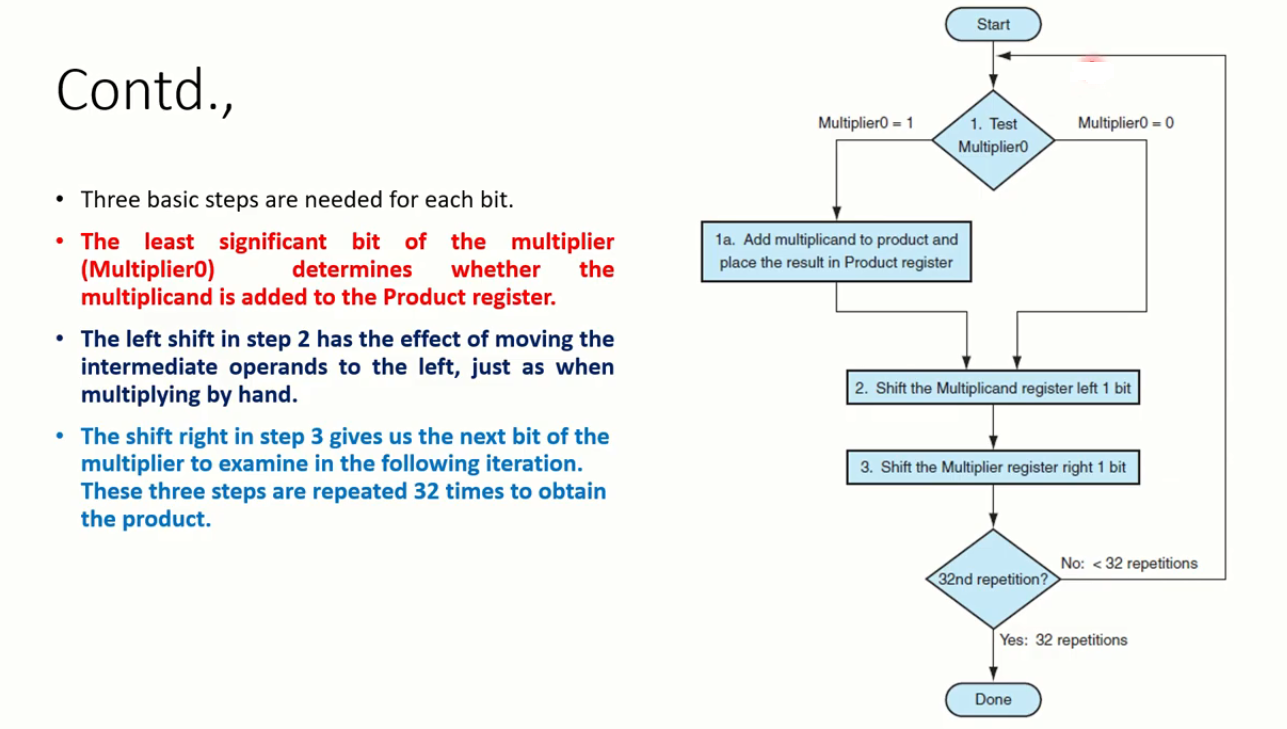 Contd.,
• Three basic steps are needed for each bit.
• The least significant bit of the multiplier
(Multiplier0) determines whether the
multiplicand is added to the Product register.
• The left shift in step 2 has the effect of moving the
intermediate operands to the left, just as when
multiplying by hand.
• The shift right in step 3 gives us the next bit of the
multiplier to examine in the following iteration.
These three steps are repeated 32 times to obtain
the product.
Start
Multiplier0 = 1
1. Test
Multiplier0
Multiplier0 = 0
1a. Add multiplicand to product and
place the result in Product register
2. Shift the Multiplicand register left 1 bit
3. Shift the Multiplier register right 1 bit
32nd repetition?
No: < 32 repetitions
Yes: 32 repetitions
Done